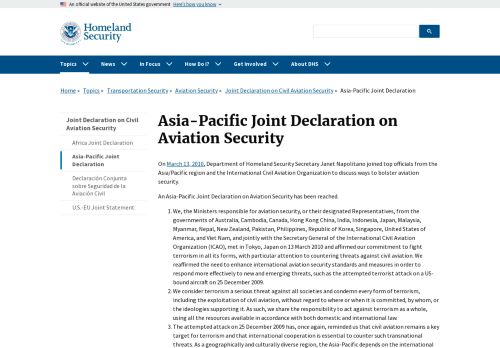 An official website of the United States government Here's how you know
Homeland
Security
Topics News In Focus How Do I? Get Involved About DHS
Home » Topics » Transportation Security » Aviation Security » Joint Declaration on Civil Aviation Security » Asia-Pacific Joint Declaration
Joint Declaration on Civil
Aviation Security
Africa Joint Declaration
Asia-Pacific Joint
Declaration
Declaración Conjunta
sobre Seguridad de la
Aviación Civil
U.S.-EU Joint Statement
Asia-Pacific Joint Declaration on
Aviation Security
On March 13, 2010, Department of Homeland Security Secretary Janet Napolitano joined top officials from the
Asia/Pacific region and the International Civil Aviation Organization to discuss ways to bolster aviation
security.
An Asia-Pacific Joint Declaration on Aviation Security has been reached.
1. We, the Ministers responsible for aviation security, or their designated Representatives, from the
governments of Australia, Cambodia, Canada, Hong Kong China, India, Indonesia, Japan, Malaysia,
Myanmar, Nepal, New Zealand, Pakistan, Philippines, Republic of Korea, Singapore, United States of
America, and Viet Nam, and jointly with the Secretary General of the International Civil Aviation
Organization (ICAO), met in Tokyo, Japan on 13 March 2010 and affirmed our commitment to fight
terrorism in all its forms, with particular attention to countering threats against civil aviation. We
reaffirmed the need to enhance international aviation security standards and measures in order to
respond more effectively to new and emerging threats, such as the attempted terrorist attack on a US-
bound aircraft on 25 December 2009.
2. We consider terrorism a serious threat against all societies and condemn every form of terrorism,
including the exploitation of civil aviation, without regard to where or when it is committed, by whom, or
the ideologies supporting it. As such, we share the responsibility to act against terrorism as a whole,
using all the resources available in accordance with both domestic and international law.
3. The attempted attack on 25 December 2009 has, once again, reminded us that civil aviation remains a key
target for terrorism and that international cooperation is essential to counter such transnational
threats. As a geographically and culturally diverse region, the Asia-Pacific depends on the international